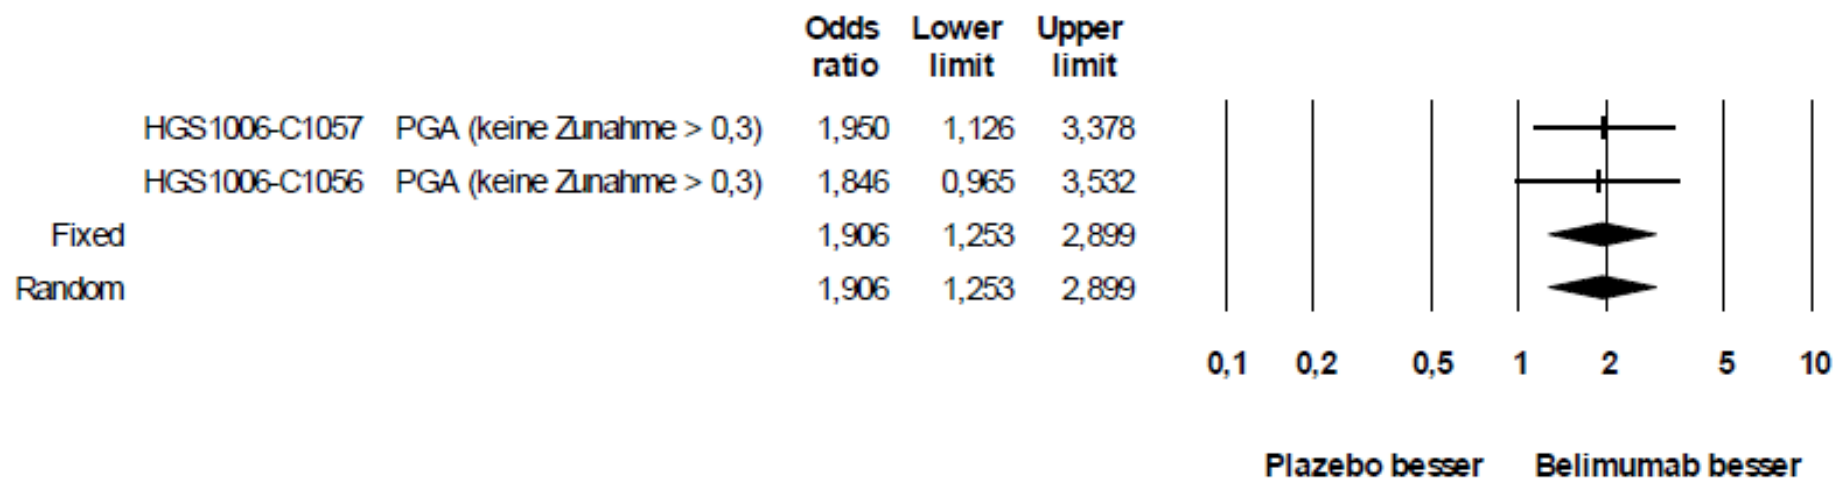 Odds Lower Upper
ratio limit limit
HGS1006-C1057 PGA (keine Zunahme > 0,3) 1,950 1,126 3,378
HGS1006-C1056 PGA (keine Zunahme > 0,3) 1,846 0,965 3,532
Fixed 1,906 1,253 2,899
Random 1,906 1,253 2,899
0,1 0,2 0,5 1 2 5 10
Plazebo besser Belimumab besser